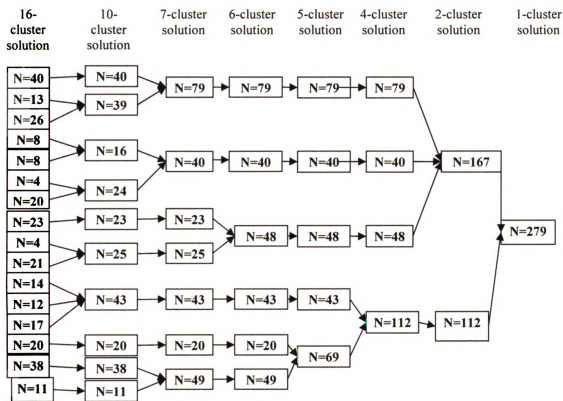 16- 10- 7-cluster 6-cluster 5-cluster 4-cluster 2-cluster 1-cluster
cluster cluster solution solution solution solution solution solution
solution solution
N=40 N=40
N=79 N=79 N=79 N=79
N=13 N=39
N=26
N=8 N=16
N=8 N=40 N=40 N=40 N=40 N=167
N=4 N=24
N=20
N=23 N=23 N=23
N=48 N=48 N=48 N=279
N=4 N=25 N=25
N=21
N=14
N=12 N=43 N=43 N=43 N=43
N=17 N=112 N=112
N=20 N=20 N=20 N=20
N=69
N=38 N=38
N=49 N=49
N=11 N=11